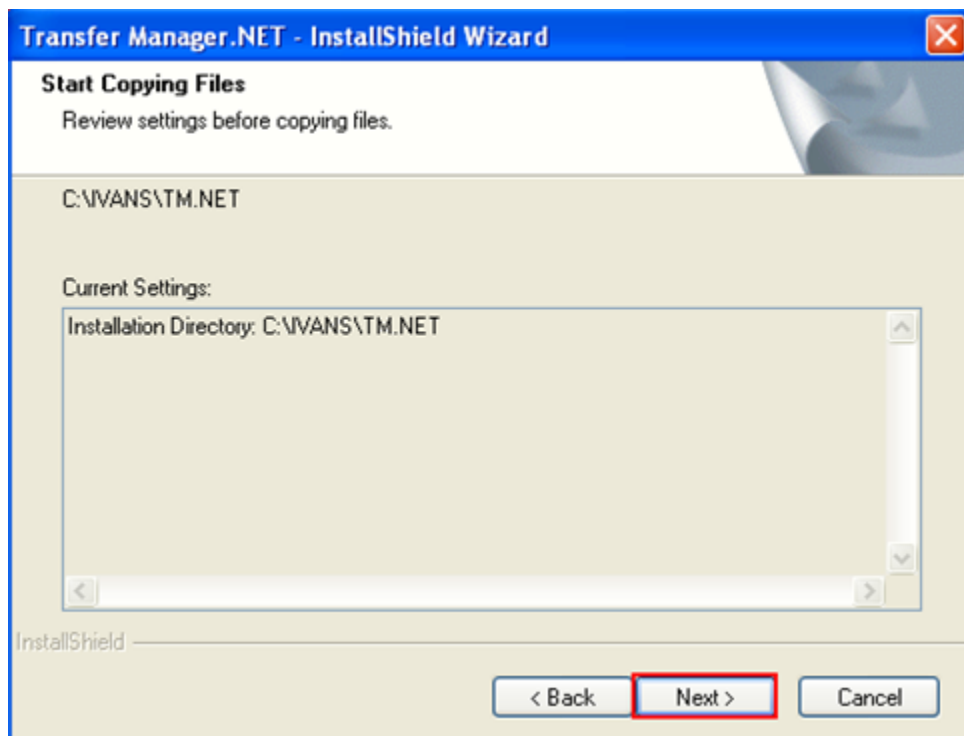 Transfer Manager.NET - InstallShield Wizard
Start Copying Files
Review settings before copying files.
C:\IVANS\TM.NET
Current Settings:
Installation Directory: C:\IVANS\TM.NET
InstallShield
< Back
Next >
Cancel